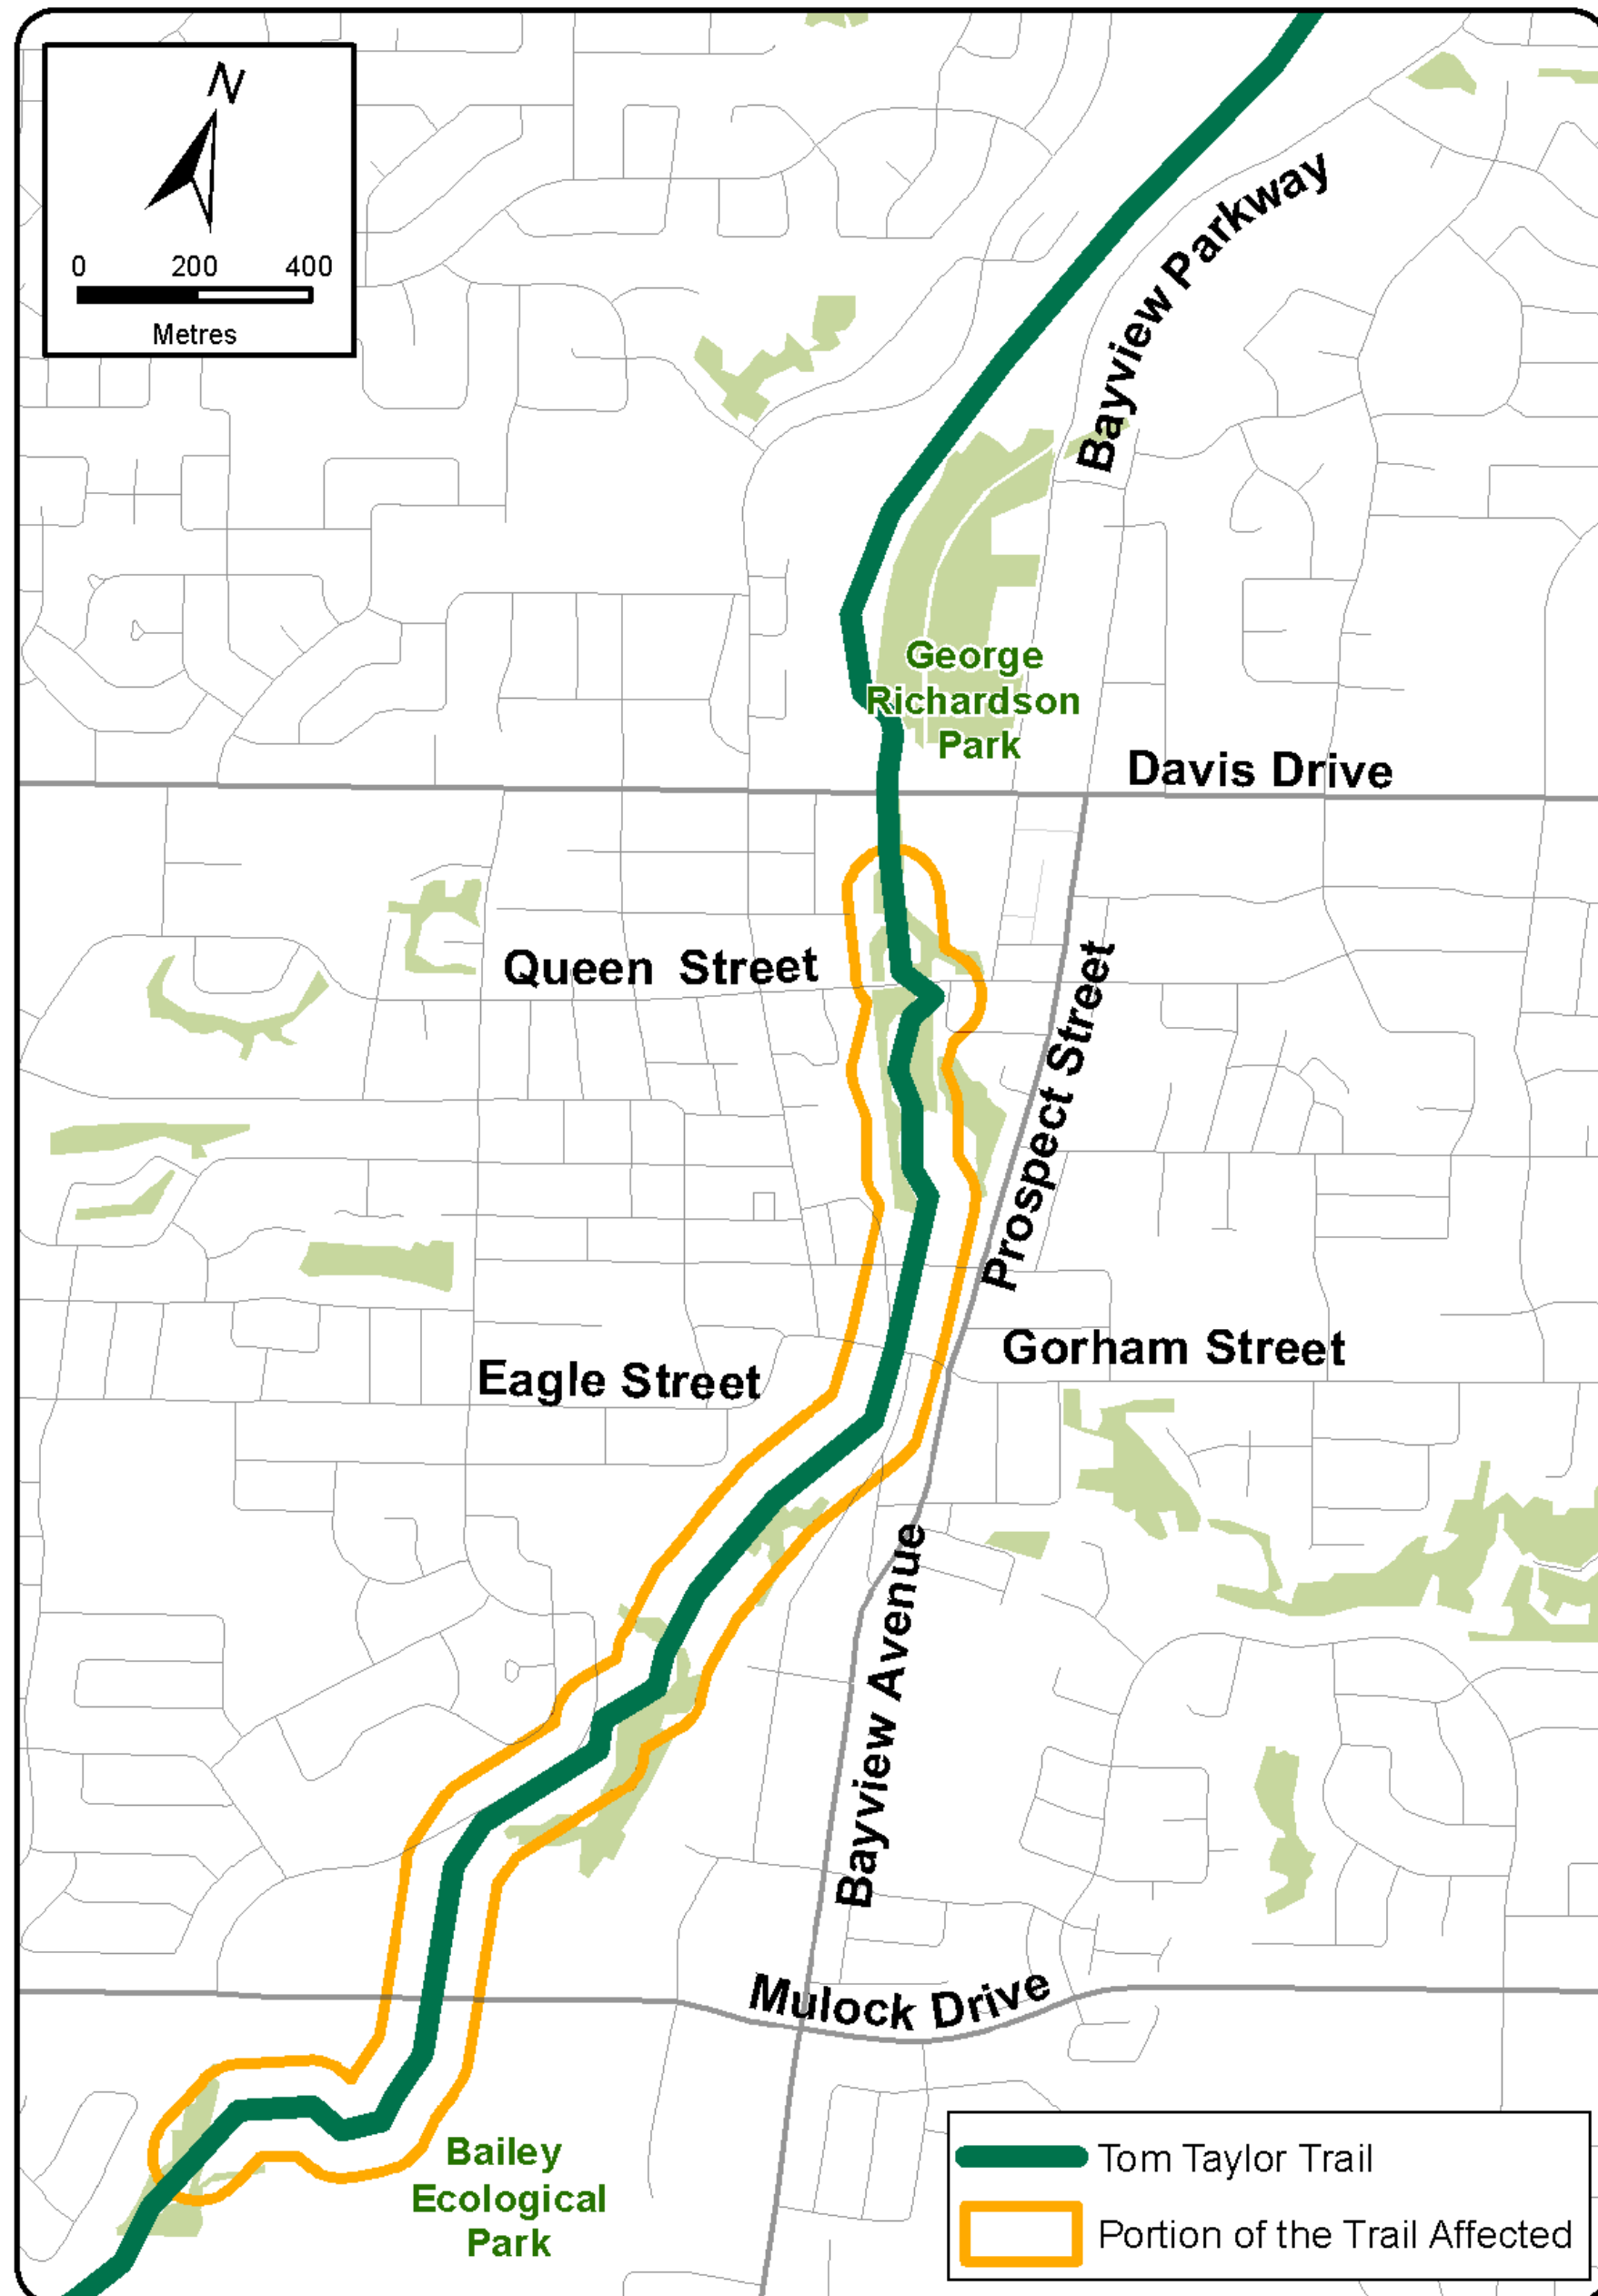 N
0 200 400
Metres
Bayview Parkway
George
Richardson
Park
Davis Drive
Queen Street
Prospect Street
Gorham Street
Eagle Street
Bayview Avenue
Mulock Drive
Bailey
Ecological
Park
Tom Taylor Trail
Portion of the Trail Affected